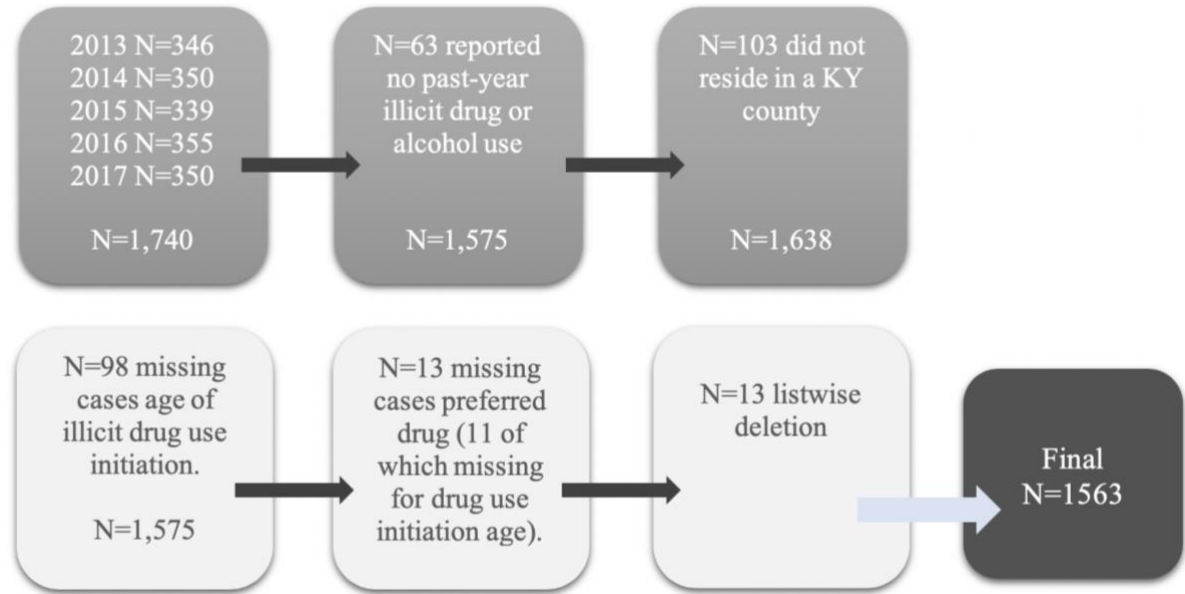 2013 N=346
2014 N=350
2015 N=339
2016 N=355
2017 N=350
N=1,740
N=63 reported
no past-year
illicit drug or
alcohol use
N=1,575
N=103 did not
reside in a KY
county
N=1,638
N=98 missing
cases age of
illicit drug use
initiation.
N=1,575
N=13 missing
cases preferred
drug (11 of
which missing
for drug use
initiation age).
N=13 listwise
deletion
Final
N=1563